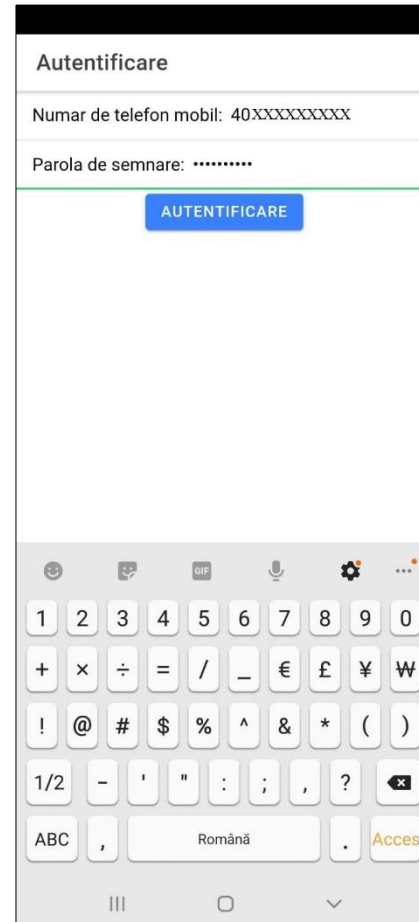 Autentificare
Numar de telefon mobil: 40XXXXXXXXX
Parola de semnare: ••••••••••
AUTENTIFICARE
GIF
1 2 3 4 5 6 7 8 9 0
+ × ÷ = / _ € £ ¥ ₩
! @ # $ % ^ & * ( )
1/2 - ' " : ; , ?
ABC , Română . Acces